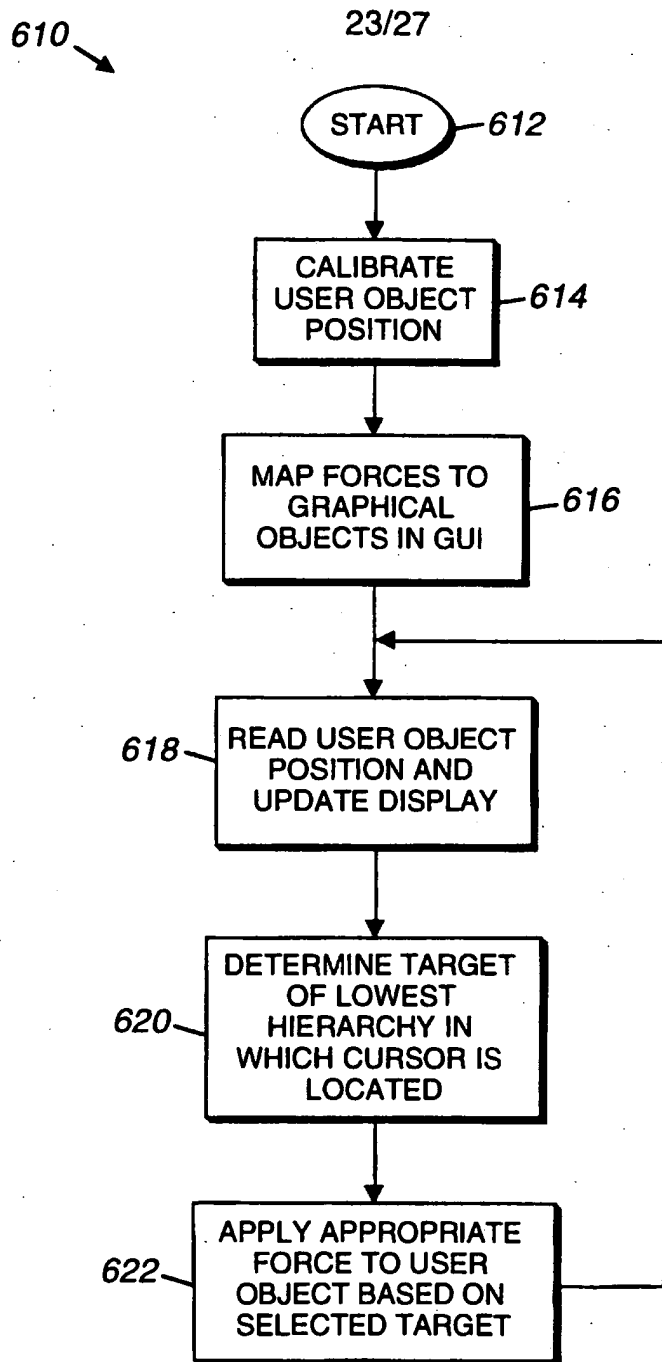 23/27
610
START
612
CALIBRATE
USER OBJECT
POSITION
614
MAP FORCES TO
GRAPHICAL
OBJECTS IN GUI
616
618
READ USER OBJECT
POSITION AND
UPDATE DISPLAY
620
DETERMINE TARGET
OF LOWEST
HIERARCHY IN
WHICH CURSOR IS
LOCATED
622
APPLY APPROPRIATE
FORCE TO USER
OBJECT BASED ON
SELECTED TARGET